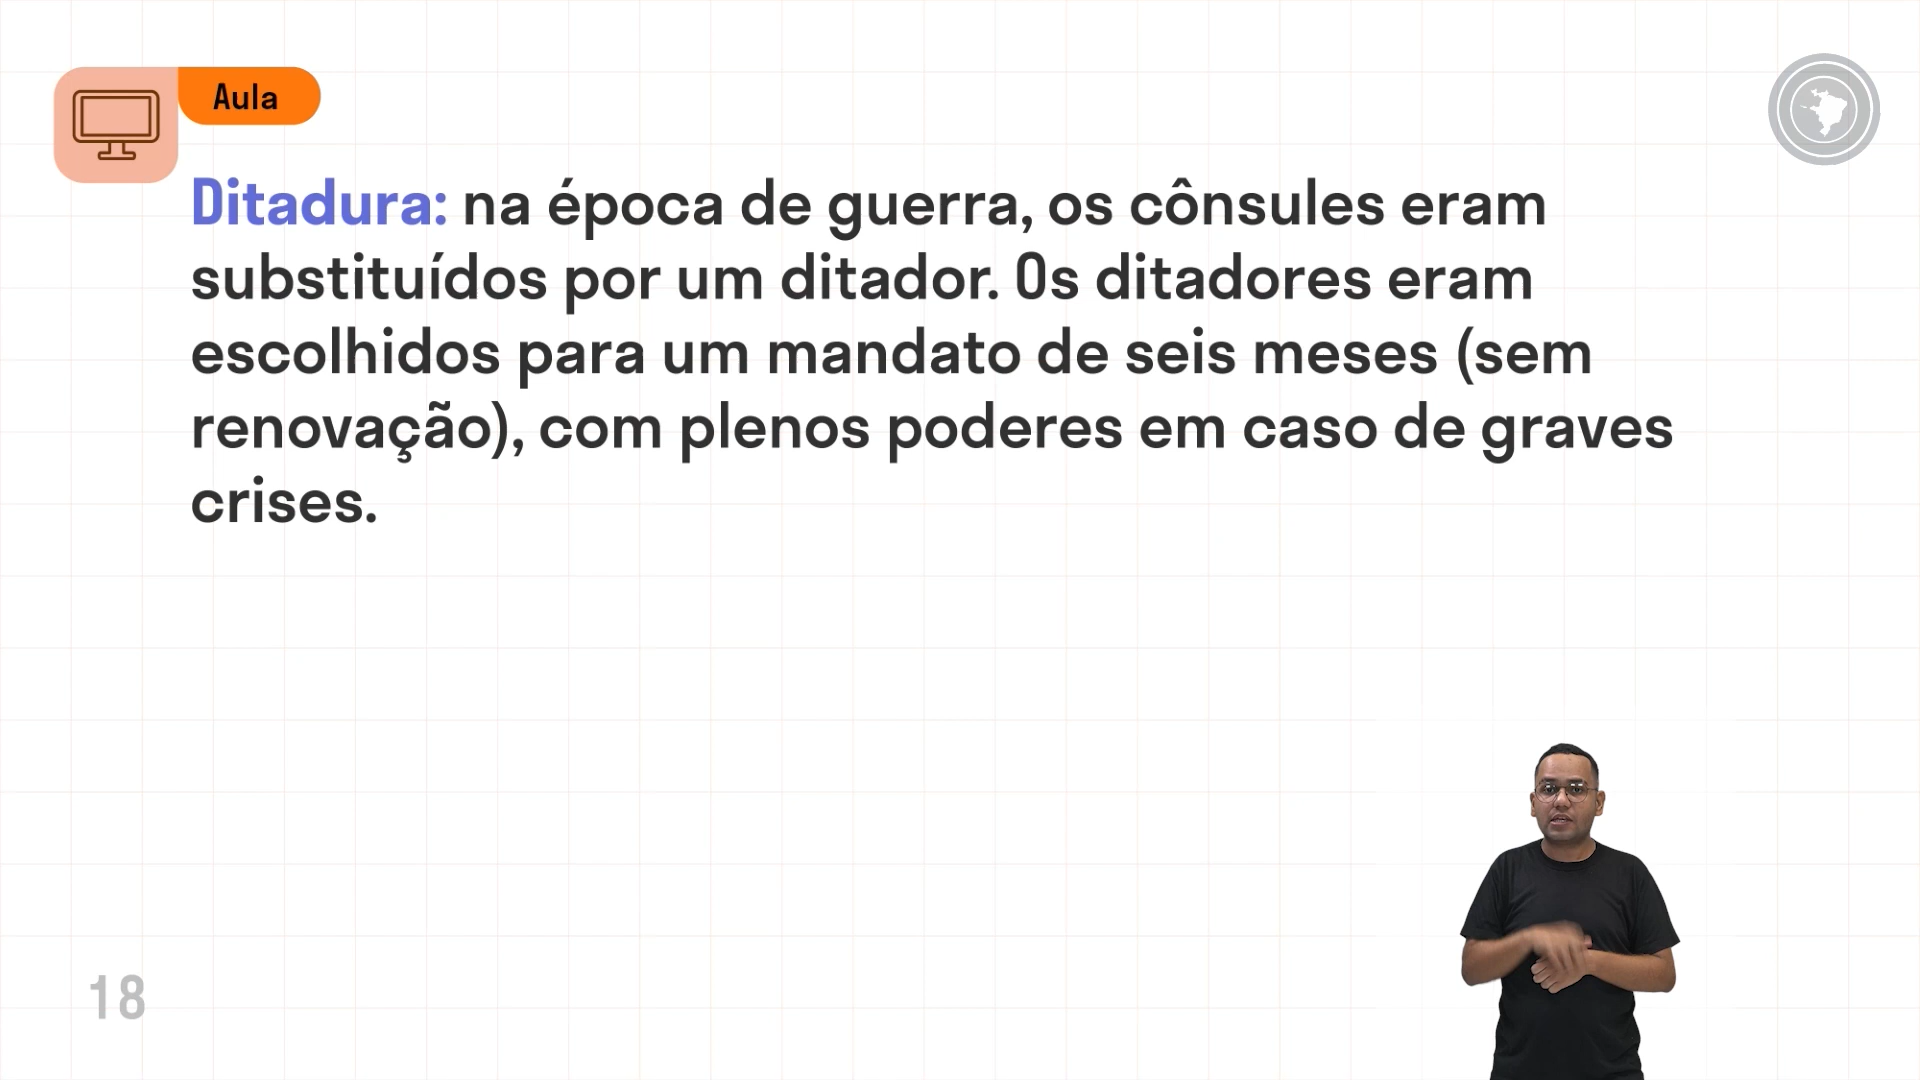 Aula
Ditadura: na época de guerra, os cônsules eram
substituídos por um ditador. Os ditadores eram
escolhidos para um mandato de seis meses (sem
renovação), com plenos poderes em caso de graves
crises.
18